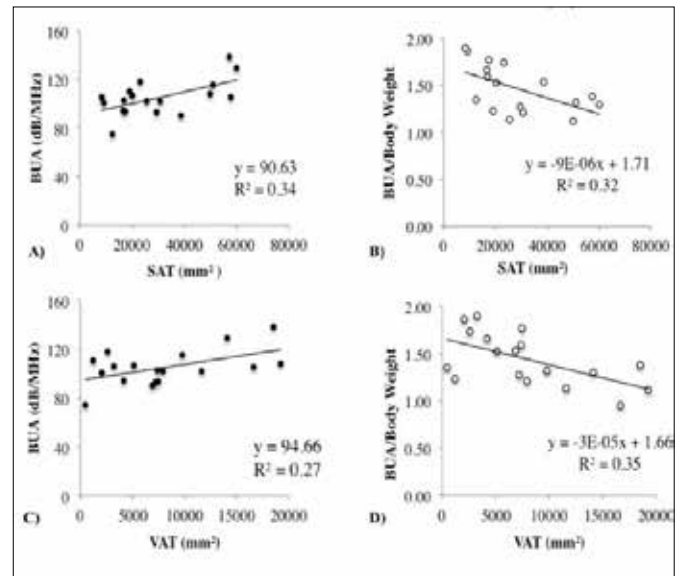 160
120
80
40
0
BUA (dB/MHz)
y = 90.63
R² = 0.34
0 20000 40000 60000 80000
A)
SAT (mm²)
2.00
1.50
1.00
0.50
0.00
BUA/Body Weight
y = -9E-06x + 1.71
R² = 0.32
0 20000 40000 60000 80000
B)
SAT (mm²)
160
120
80
40
0
BUA (dB/MHz)
y = 94.66
R² = 0.27
0 5000 10000 15000 20000
C)
VAT (mm²)
2.00
1.50
1.00
0.50
0.00
BUA/Body Weight
y = -3E-05x + 1.66
R² = 0.35
0 5000 10000 15000 20000
D)
VAT (mm²)